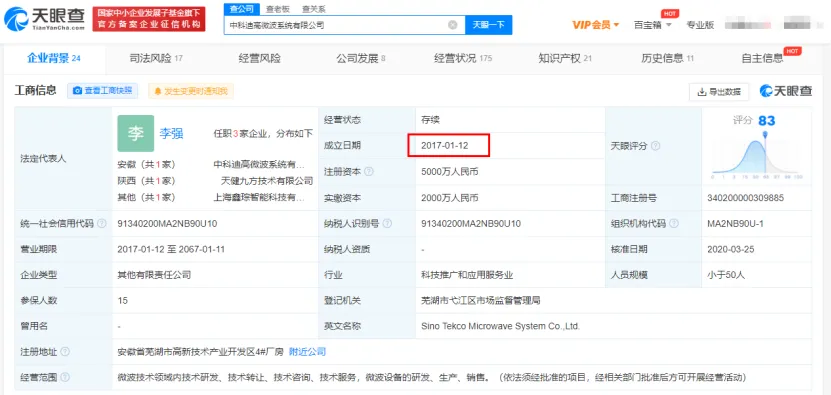 天眼查
TianYanCha.com
国家中小企业发展子基金旗下
官方备案企业征信机构
查公司 查老板 查关系
中科迪高微波系统有限公司
天眼一下
VIP会员 百宝箱 HOT 专业版
企业背景 24 司法风险 17 经营风险 公司发展 8 经营状况 175 知识产权 21 历史信息 11 自主信息 HOT
工商信息 查看工商快照 发生变更时通知我 导出数据 天眼查
法定代表人
李 李强 任职3家企业，分布如下
安徽（共1家） 中科迪高微波系统有...
陕西（共1家） 天健九方技术有限公司
其他（共1家） 上海鑫琮智能科技有...
经营状态 存续
成立日期 2017-01-12
注册资本 5000万人民币
实缴资本 2000万人民币
天眼评分 评分 83
工商注册号 340200000309885
统一社会信用代码 91340200MA2NB90U10 纳税人识别号 91340200MA2NB90U10 组织机构代码 MA2NB90U-1
营业期限 2017-01-12 至 2067-01-11 纳税人资质 - 核准日期 2020-03-25
企业类型 其他有限责任公司 行业 科技推广和应用服务业 人员规模 小于50人
参保人数 15 登记机关 芜湖市弋江区市场监督管理局
曾用名 - 英文名称 Sino Tekco Microwave System Co.,Ltd.
注册地址 安徽省芜湖市高新技术产业开发区4#厂房 附近公司
经营范围 微波技术领域内技术研发、技术转让、技术咨询、技术服务，微波设备的研发、生产、销售。（依法须经批准的项目，经相关部门批准后方可开展经营活动）